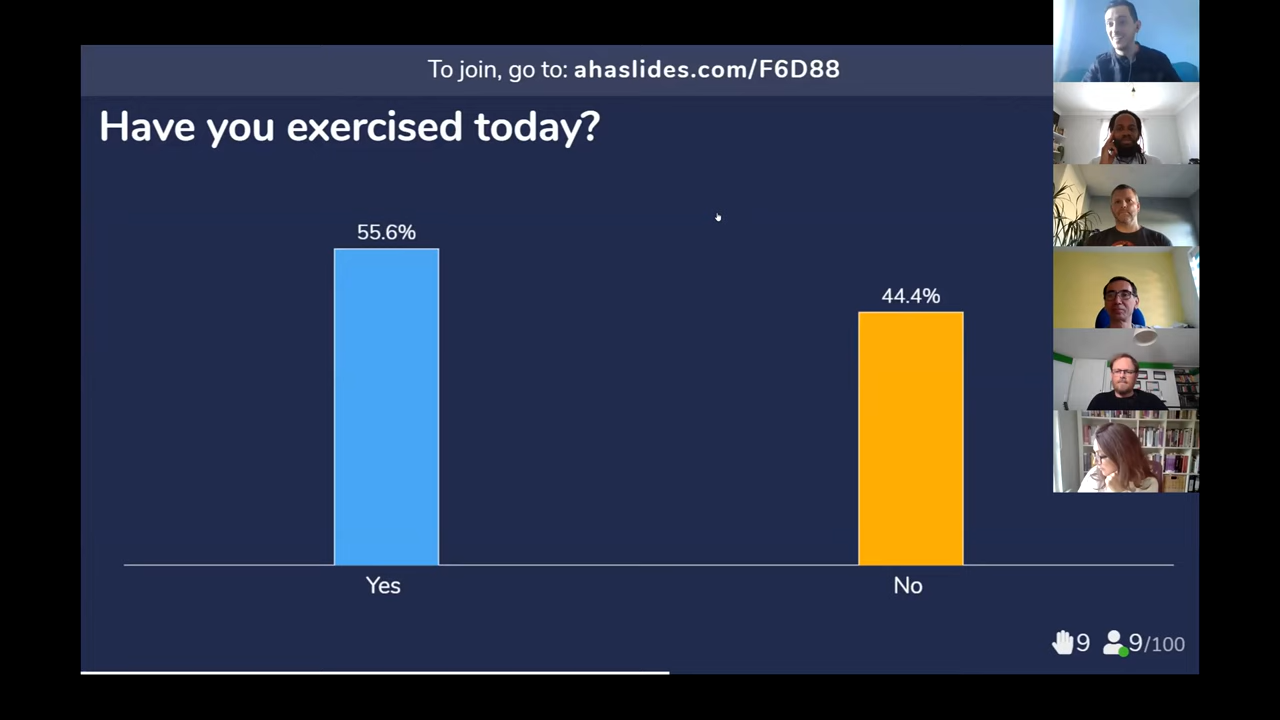 To join, go to: ahaslides.com/F6D88
Have you exercised today?
55.6%
44.4%
Yes
No
9 9/100